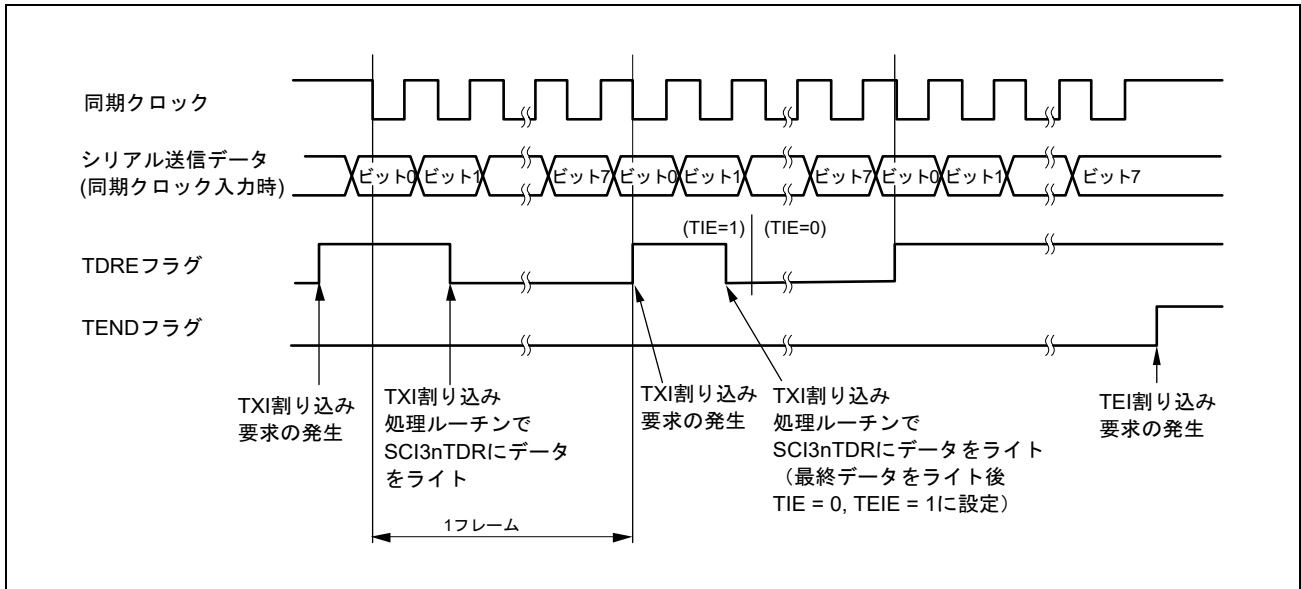 同期クロック
シリアル送信データ
(同期クロック入力時)
ビット0 ビット1 ビット7 ビット0 ビット1 ビット7 ビット0 ビット1 ビット7
(TIE=1) (TIE=0)
TDREフラグ
TENDフラグ
TXI割り込み
要求の発生
TXI割り込み
処理ルーチンで
SCI3nTDRにデータ
をライト
TXI割り込み
要求の発生
TXI割り込み
処理ルーチンで
SCI3nTDRにデータをライト
(最終データをライト後
TIE = 0, TEIE = 1に設定)
TEI割り込み
要求の発生
1フレーム